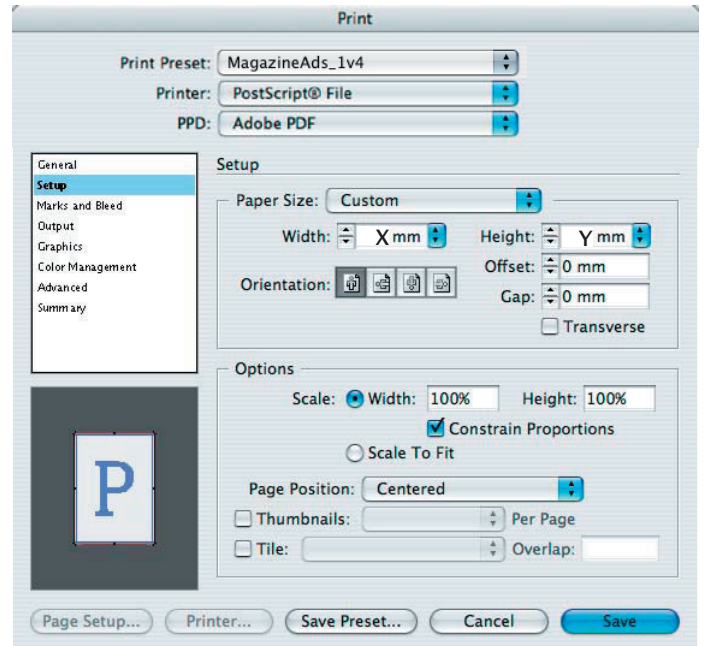 Print
Print Preset: MagazineAds_1v4
Printer: PostScript® File
PPD: Adobe PDF
General
Setup
Marks and Bleed
Output
Graphics
Color Management
Advanced
Summary
Setup
Paper Size: Custom
Width: X mm Height: Y mm
Orientation: Offset: 0 mm
Gap: 0 mm
Transverse
Options
Scale: Width: 100% Height: 100%
Constrain Proportions
Scale To Fit
Page Position: Centered
Thumbnails: Per Page
Tile: Overlap:
P
Page Setup... Printer... Save Preset... Cancel Save